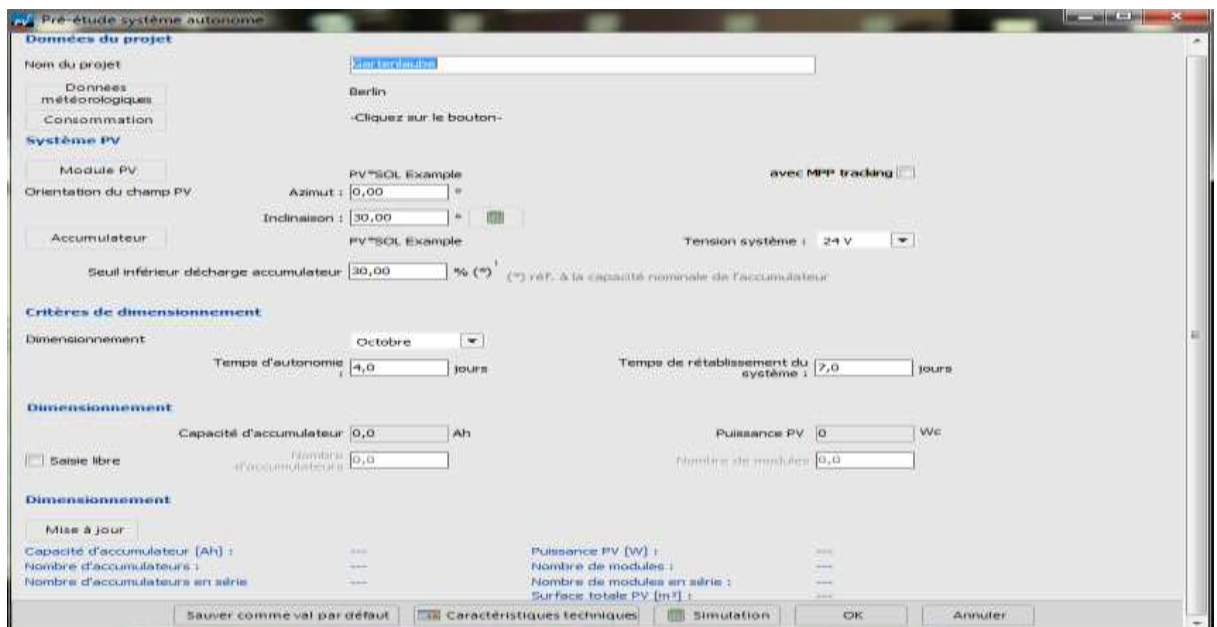 Pré-étude système autonome
Données du projet
Nom du projet Gartenlaube
Données météorologiques Berlin
Consommation -Cliquez sur le bouton-
Système PV
Module PV PV*SOL Example avec MPP tracking
Orientation du champ PV Azimut : 0,00 °
Inclinaison : 30,00 °
Accumulateur PV*SOL Example Tension système : 24 V
Seuil inférieur décharge accumulateur 30,00 % (*) (*) réf. à la capacité nominale de l'accumulateur
Critères de dimensionnement
Dimensionnement Octobre
Temps d'autonomie : 4,0 jours Temps de rétablissement du système : 7,0 jours
Dimensionnement
Capacité d'accumulateur 0,0 Ah Puissance PV 0 Wc
Saisie libre Nombre d'accumulateurs 0,0 Nombre de modules 0,0
Dimensionnement
Mise à jour
Capacité d'accumulateur [Ah] : --- Puissance PV [W] : ---
Nombre d'accumulateurs : --- Nombre de modules : ---
Nombre d'accumulateurs en série --- Nombre de modules en série : ---
Surface totale PV [m²] : ---
Sauver comme val par défaut Caractéristiques techniques Simulation OK Annuler